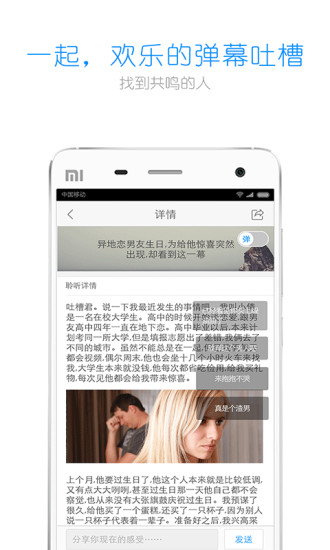 一起，欢乐的弹幕吐槽
找到共鸣的人
mi
中国移动
详情
异地恋男友生日,为给他惊喜突然
出现,却看到这一幕
弹
聆听详情
吐槽君。说一下我最近发生的事情吧。我叫小倩
是一名在校大学生。高中的时候开始谈恋爱,跟男
友高中四年一直在地下恋。高中毕业以后,本来计
划考同一所大学,但是填报志愿出了差错,我俩去了
不同的城市。虽然不能总是在一起,但
都会视频,偶尔周末,他也会坐十几个小时火车来找
我,大学生本来就没钱,他每次都省吃俭用,给我买礼
物,每次见他都会给我带来惊喜。
来抱抱不哭
真是个渣男
上个月,他要过生日了,他这个人本来就是比较低调,
又有点大大咧咧,甚至过生日那一天他自己都不会
察觉,也从来没有大张旗鼓庆祝过生日。我预谋了
很久,给他买了一个蛋糕。还买了一只杯子,因为别人
说一只杯子代表着一辈子。准备好之后,我兴高采
分享你现在的感受······
发送